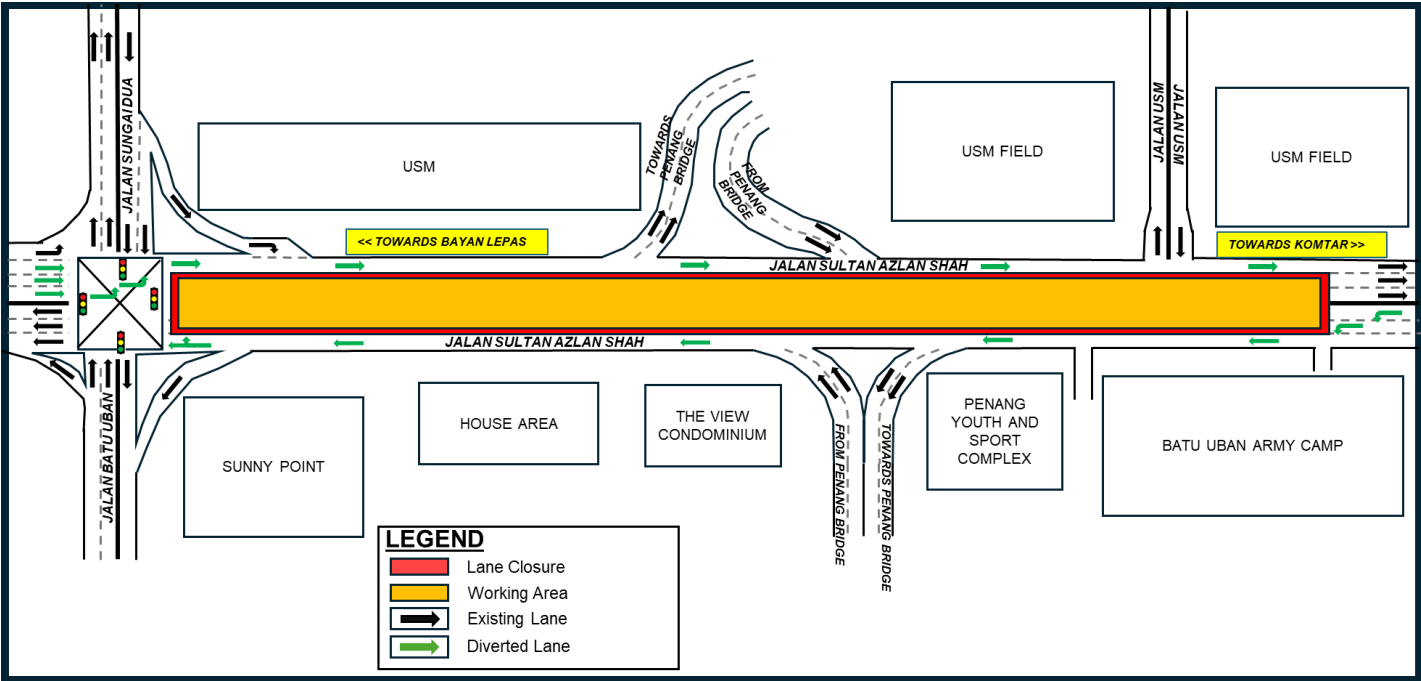 JALAN SUNGAI DUA
USM
TOWARDS
PENANG
BRIDGE
FROM
PENANG
BRIDGE
USM FIELD
JALAN USM
JALAN USM
USM FIELD
<< TOWARDS BAYAN LEPAS
TOWARDS KOMTAR >>
JALAN SULTAN AZLAN SHAH
JALAN SULTAN AZLAN SHAH
JALAN BATU UBAN
SUNNY POINT
HOUSE AREA
THE VIEW
CONDOMINIUM
FROM PENANG BRIDGE
TOWARDS PENANG BRIDGE
PENANG
YOUTH AND
SPORT
COMPLEX
BATU UBAN ARMY CAMP
LEGEND
Lane Closure
Working Area
Existing Lane
Diverted Lane